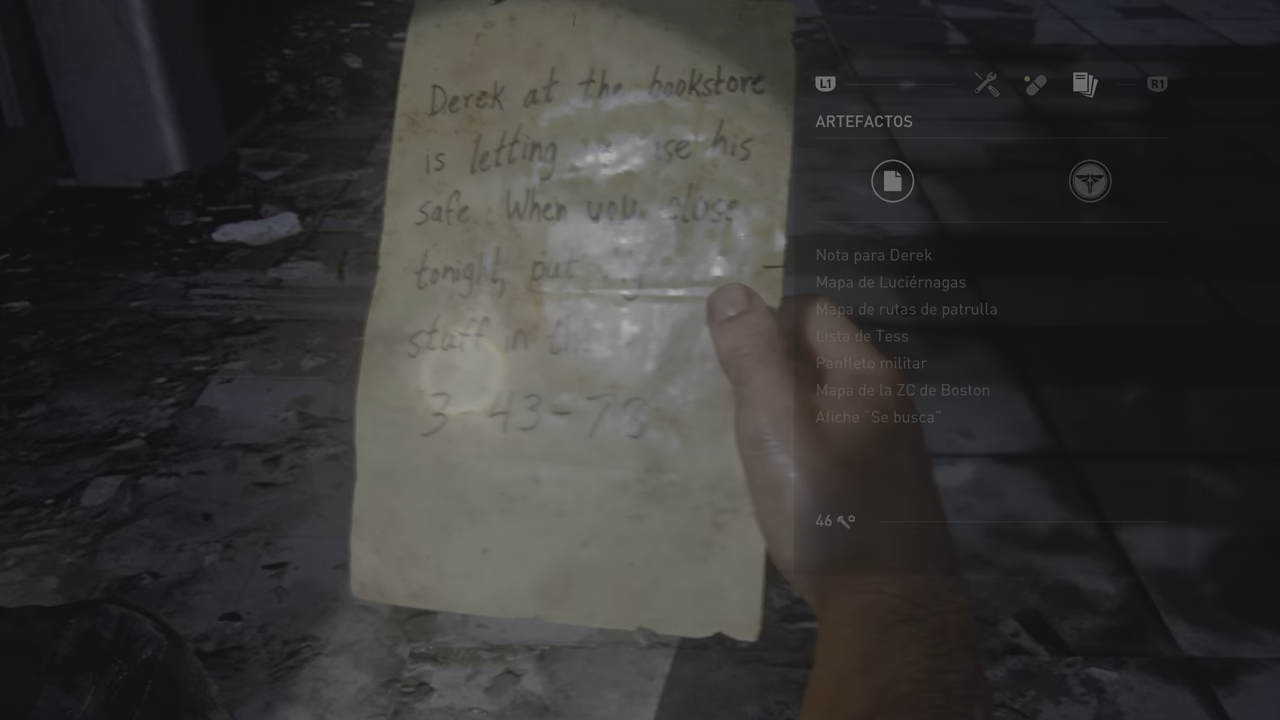 Derek at the bookstore
is letting use his
safe. When you close
tonight, put
stuff in the
3 43-78
L1
R1
ARTEFACTOS
Nota para Derek
Mapa de Luciérnagas
Mapa de rutas de patrulla
Lista de Tess
Panfleto militar
Mapa de la ZC de Boston
Afiche "Se busca"
46